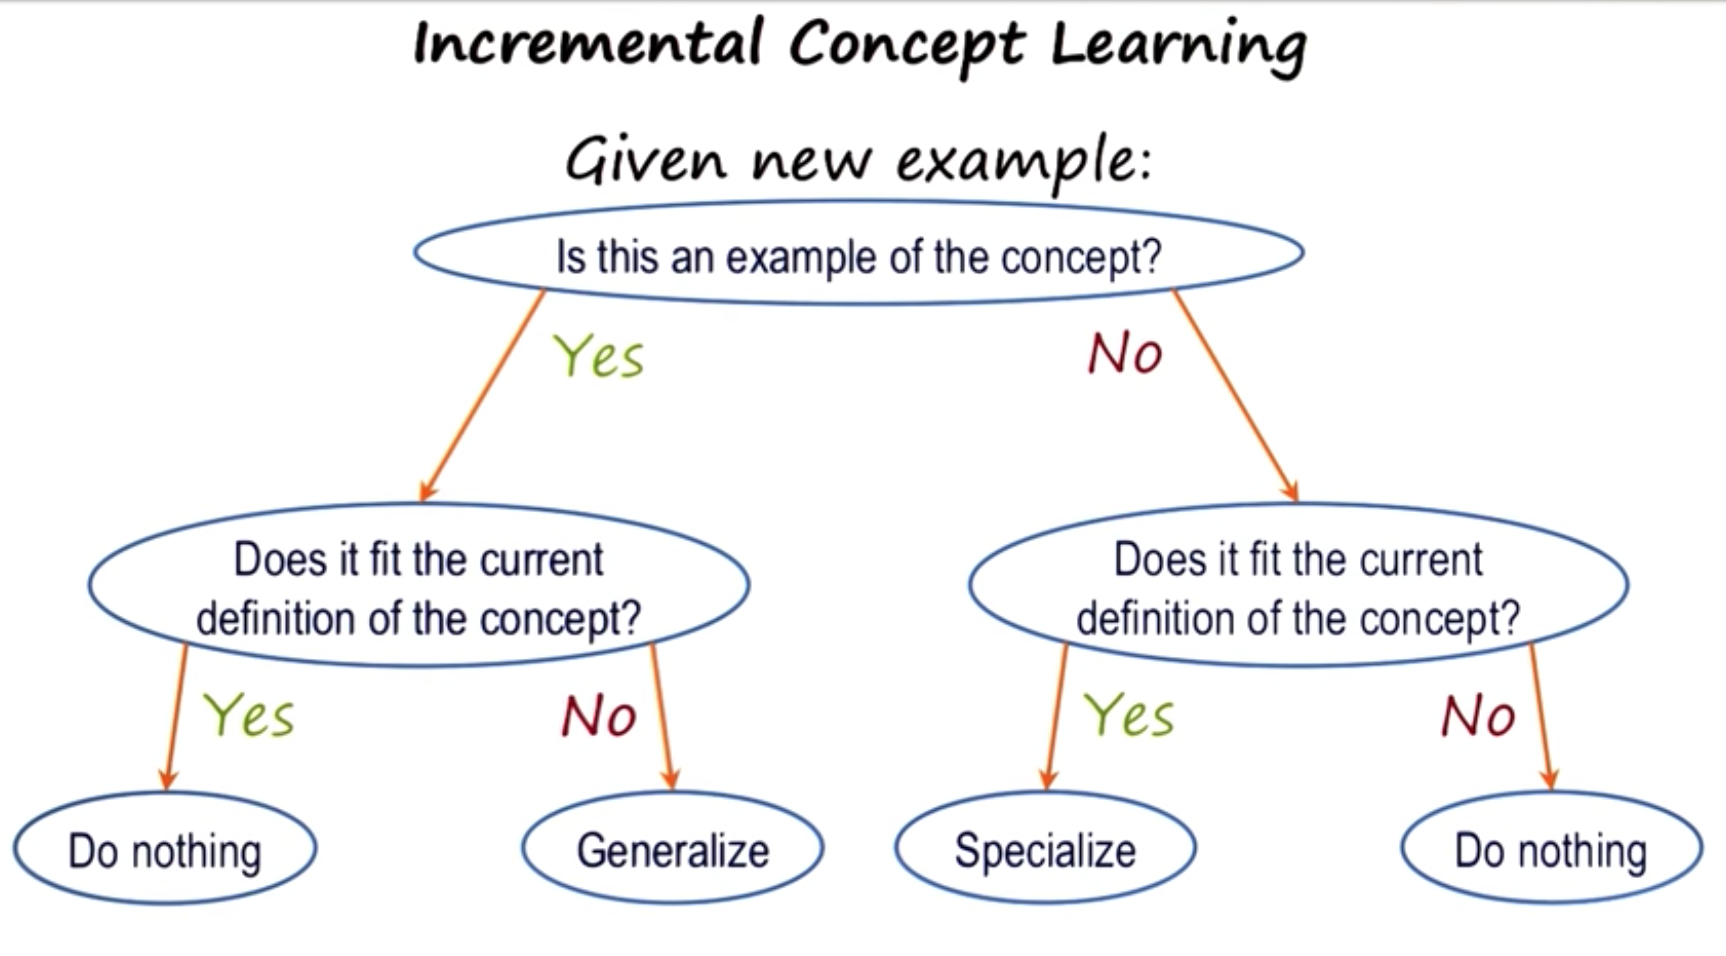 Incremental Concept Learning
Given new example:
Is this an example of the concept?
Yes
No
Does it fit the current
definition of the concept?
Does it fit the current
definition of the concept?
Yes
No
Yes
No
Do nothing
Generalize
Specialize
Do nothing